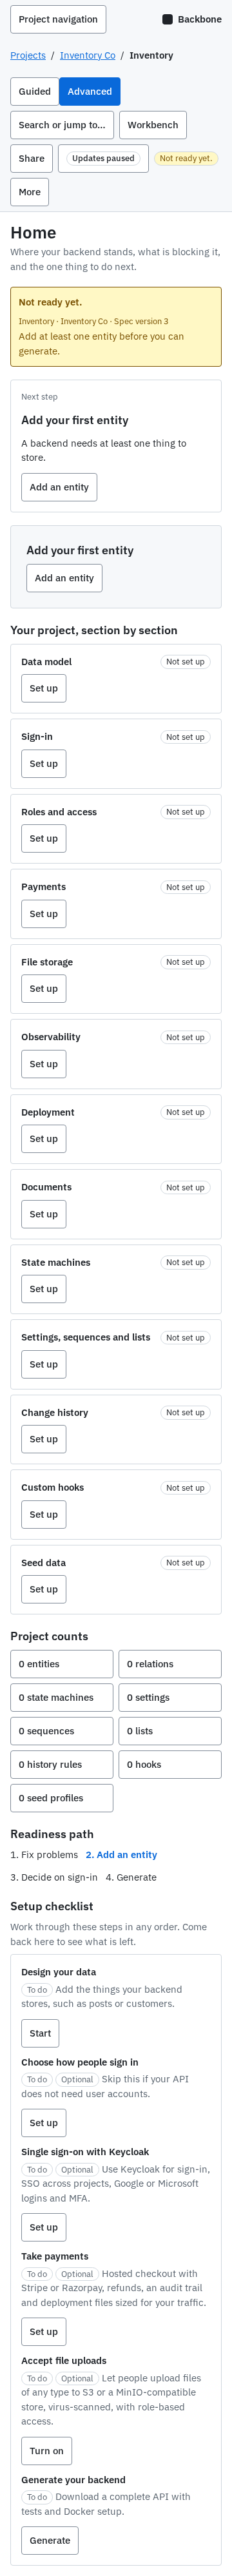 Project navigation
Backbone
Projects / Inventory Co / Inventory
Guided Advanced
Search or jump to... Workbench
Share Updates paused Not ready yet.
More
Home
Where your backend stands, what is blocking it,
and the one thing to do next.
Not ready yet.
Inventory · Inventory Co · Spec version 3
Add at least one entity before you can
generate.
Next step
Add your first entity
A backend needs at least one thing to
store.
Add an entity
Add your first entity
Add an entity
Your project, section by section
Data model Not set up
Set up
Sign-in Not set up
Set up
Roles and access Not set up
Set up
Payments Not set up
Set up
File storage Not set up
Set up
Observability Not set up
Set up
Deployment Not set up
Set up
Documents Not set up
Set up
State machines Not set up
Set up
Settings, sequences and lists Not set up
Set up
Change history Not set up
Set up
Custom hooks Not set up
Set up
Seed data Not set up
Set up
Project counts
0 entities 0 relations
0 state machines 0 settings
0 sequences 0 lists
0 history rules 0 hooks
0 seed profiles
Readiness path
1. Fix problems 2. Add an entity
3. Decide on sign-in 4. Generate
Setup checklist
Work through these steps in any order. Come
back here to see what is left.
Design your data
To do Add the things your backend
stores, such as posts or customers.
Start
Choose how people sign in
To do Optional Skip this if your API
does not need user accounts.
Set up
Single sign-on with Keycloak
To do Optional Use Keycloak for sign-in,
SSO across projects, Google or Microsoft
logins and MFA.
Set up
Take payments
To do Optional Hosted checkout with
Stripe or Razorpay, refunds, an audit trail
and deployment files sized for your traffic.
Set up
Accept file uploads
To do Optional Let people upload files
of any type to S3 or a MinIO-compatible
store, virus-scanned, with role-based
access.
Turn on
Generate your backend
To do Download a complete API with
tests and Docker setup.
Generate